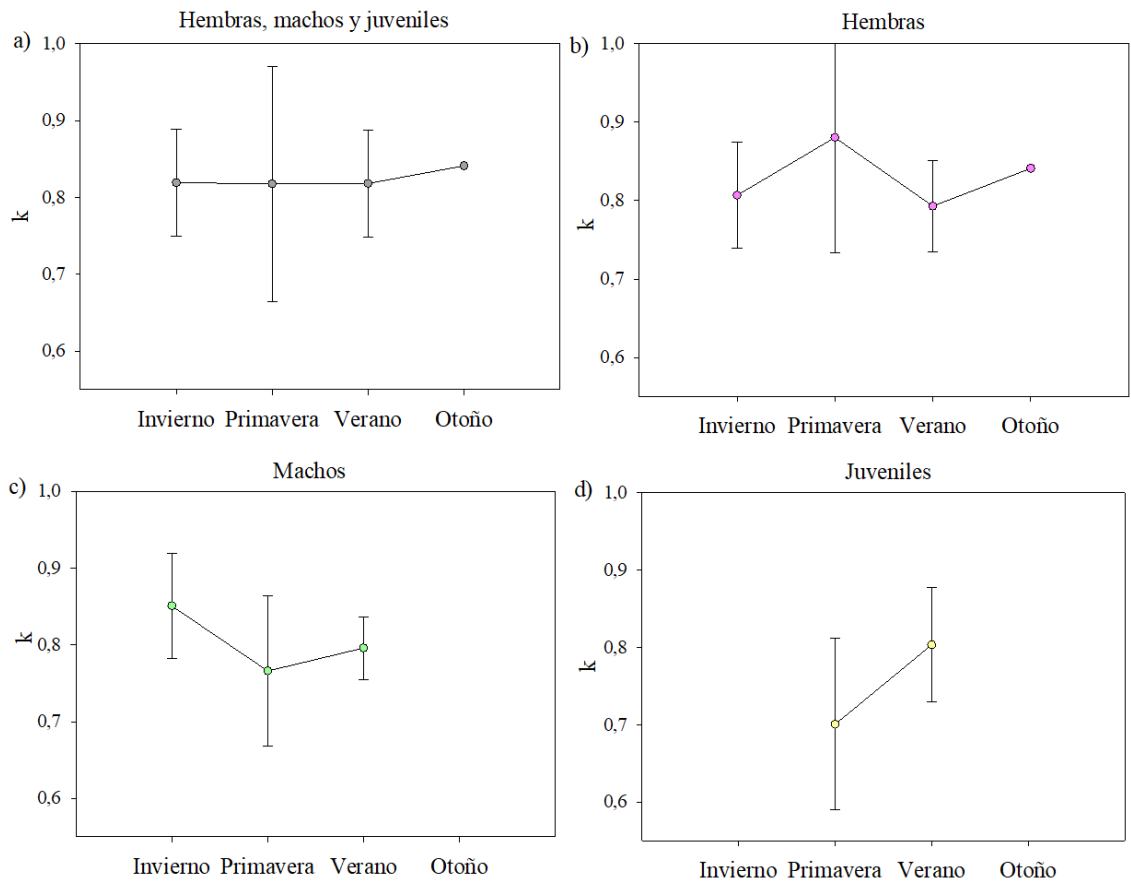 Hembras, machos y juveniles
a)
1,0
0,9
0,8
0,7
0,6
k
Invierno Primavera Verano Otoño
Hembras
b)
1,0
0,9
0,8
0,7
0,6
k
Invierno Primavera Verano Otoño
Machos
c)
1,0
0,9
0,8
0,7
0,6
k
Invierno Primavera Verano Otoño
Juveniles
d)
1,0
0,9
0,8
0,7
0,6
k
Invierno Primavera Verano Otoño